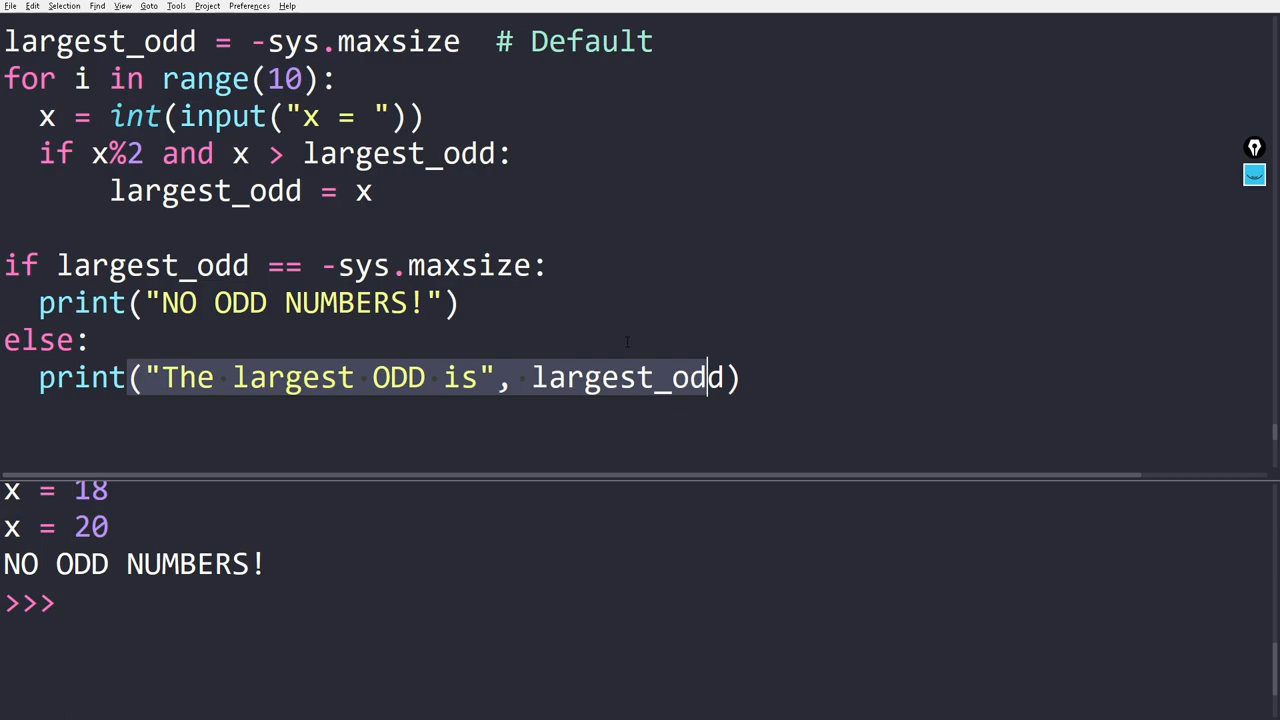 File Edit Selection Find View Goto Tools Project Preferences Help
largest_odd = -sys.maxsize  # Default
for i in range(10):
  x = int(input("x = "))
  if x%2 and x > largest_odd:
      largest_odd = x
if largest_odd == -sys.maxsize:
  print("NO ODD NUMBERS!")
else:
  print("The largest ODD is", largest_odd)
x = 18
x = 20
NO ODD NUMBERS!
>>>